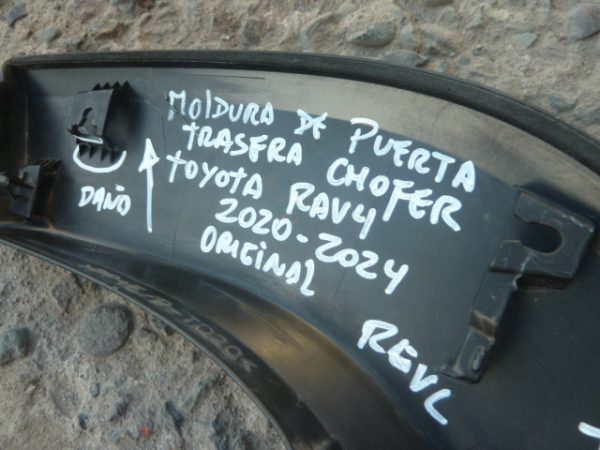 MOLDURA DE PUERTA
TRASERA CHOFER
TOYOTA RAV4
2020-2024
ORIGINAL
DAÑO
REVL